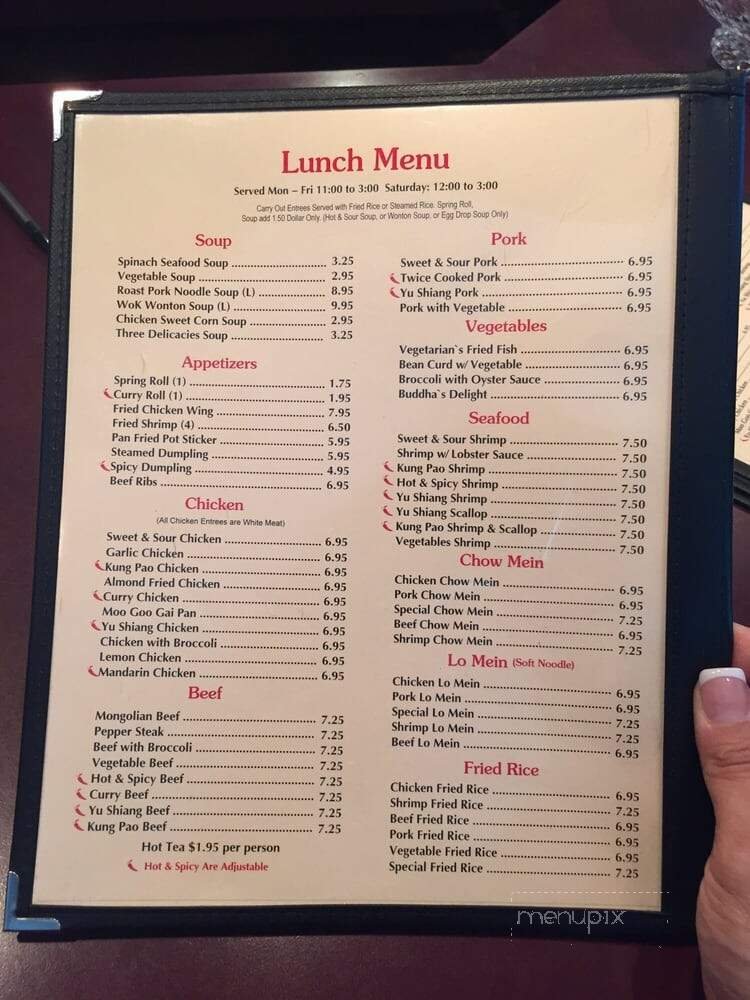 Lunch Menu
Served Mon – Fri 11:00 to 3:00 Saturday: 12:00 to 3:00
Carry Out Entrees Served with Fried Rice or Steamed Rice. Spring Roll,
Soup add 1.50 Dollar Only. (Hot & Sour Soup, or Wonton Soup, or Egg Drop Soup Only)
Soup
Spinach Seafood Soup 3.25
Vegetable Soup 2.95
Roast Pork Noodle Soup (L) 8.95
WoK Wonton Soup (L) 9.95
Chicken Sweet Corn Soup 2.95
Three Delicacies Soup 3.25
Appetizers
Spring Roll (1) 1.75
Curry Roll (1) 1.95
Fried Chicken Wing 7.95
Fried Shrimp (4) 6.50
Pan Fried Pot Sticker 5.95
Steamed Dumpling 5.95
Spicy Dumpling 4.95
Beef Ribs 6.95
Chicken
(All Chicken Entrees are White Meat)
Sweet & Sour Chicken 6.95
Garlic Chicken 6.95
Kung Pao Chicken 6.95
Almond Fried Chicken 6.95
Curry Chicken 6.95
Moo Goo Gai Pan 6.95
Yu Shiang Chicken 6.95
Chicken with Broccoli 6.95
Lemon Chicken 6.95
Mandarin Chicken 6.95
Beef
Mongolian Beef 7.25
Pepper Steak 7.25
Beef with Broccoli 7.25
Vegetable Beef 7.25
Hot & Spicy Beef 7.25
Curry Beef 7.25
Yu Shiang Beef 7.25
Kung Pao Beef 7.25
Hot Tea $1.95 per person
Hot & Spicy Are Adjustable
Pork
Sweet & Sour Pork 6.95
Twice Cooked Pork 6.95
Yu Shiang Pork 6.95
Pork with Vegetable 6.95
Vegetables
Vegetarian`s Fried Fish 6.95
Bean Curd w/ Vegetable 6.95
Broccoli with Oyster Sauce 6.95
Buddha`s Delight 6.95
Seafood
Sweet & Sour Shrimp 7.50
Shrimp w/ Lobster Sauce 7.50
Kung Pao Shrimp 7.50
Hot & Spicy Shrimp 7.50
Yu Shiang Shrimp 7.50
Yu Shiang Scallop 7.50
Kung Pao Shrimp & Scallop 7.50
Vegetables Shrimp 7.50
Chow Mein
Chicken Chow Mein 6.95
Pork Chow Mein 6.95
Special Chow Mein 7.25
Beef Chow Mein 6.95
Shrimp Chow Mein 7.25
Lo Mein (Soft Noodle)
Chicken Lo Mein 6.95
Pork Lo Mein 6.95
Special Lo Mein 7.25
Shrimp Lo Mein 7.25
Beef Lo Mein 6.95
Fried Rice
Chicken Fried Rice 6.95
Shrimp Fried Rice 7.25
Beef Fried Rice 6.95
Pork Fried Rice 6.95
Vegetable Fried Rice 6.95
Special Fried Rice 7.25
menupix